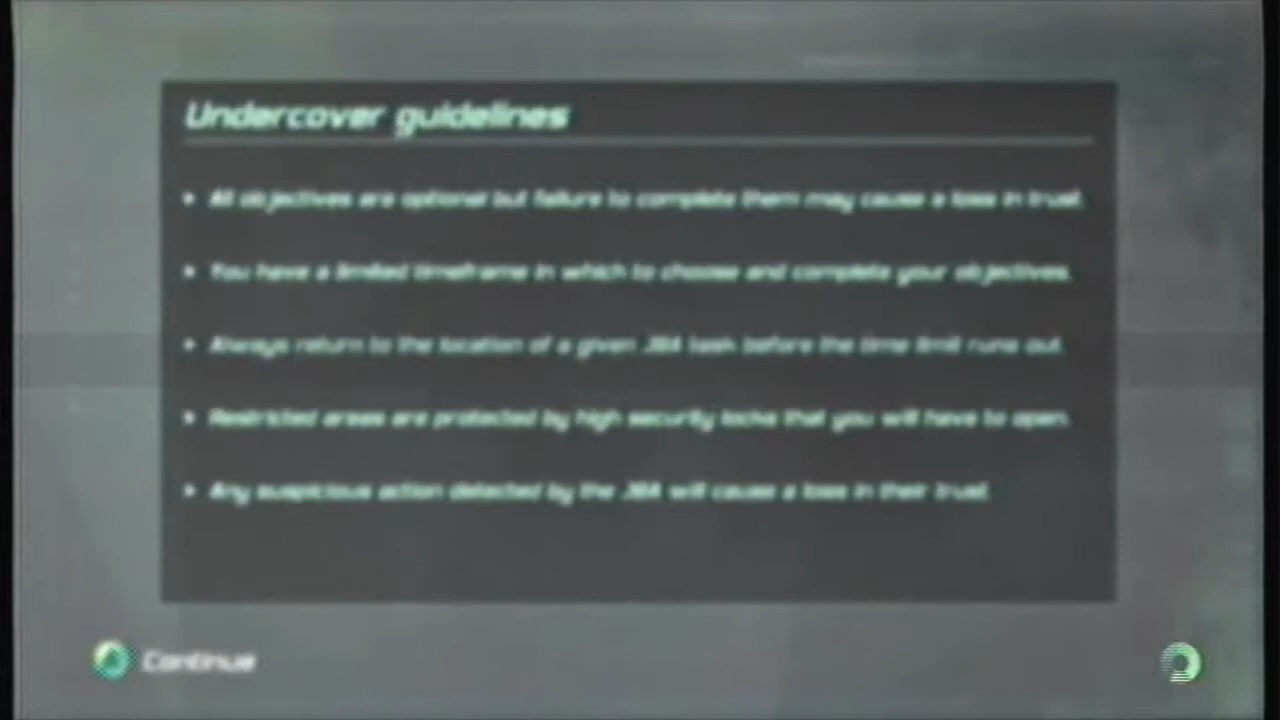 Undercover guidelines
All objectives are optional but failure to complete them may cause a loss in trust.
You have a limited timeframe in which to choose and complete your objectives.
Always return to the location of a given JBA task before the time limit runs out.
Restricted areas are protected by high security locks that you will have to open.
Any suspicious action detected by the JBA will cause a loss in their trust.
A Continue